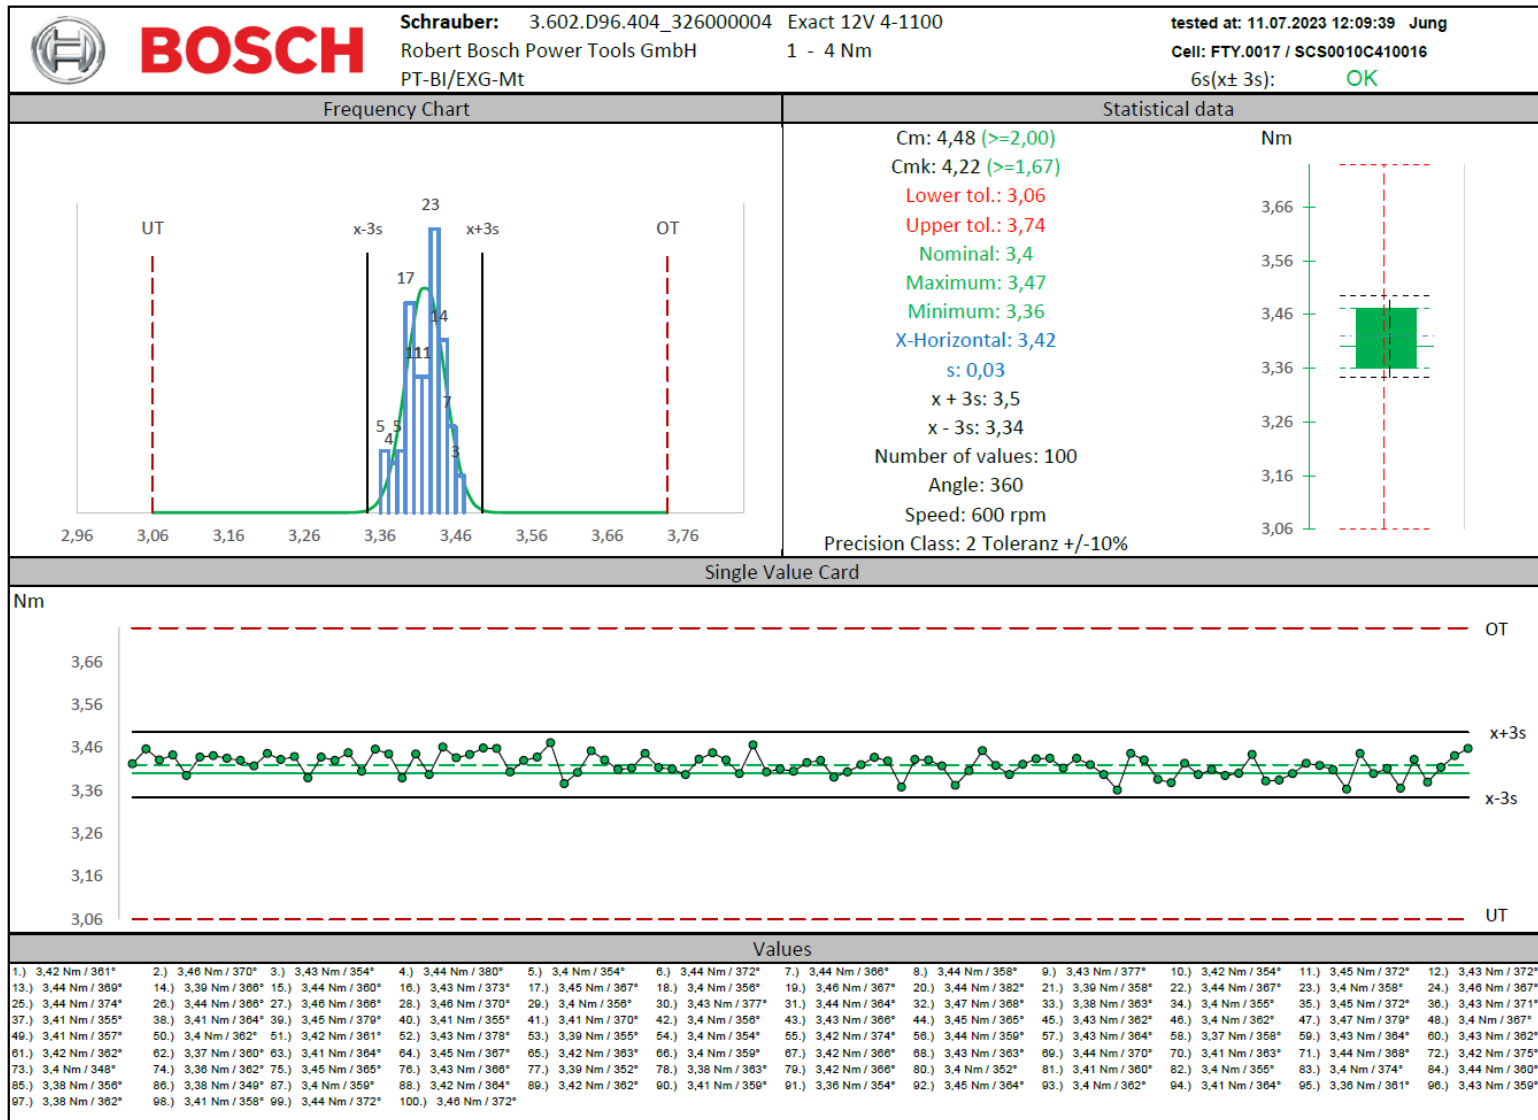 BOSCH
Schrauber: 3.602.D96.404_326000004 Exact 12V 4-1100
Robert Bosch Power Tools GmbH 1 - 4 Nm
PT-BI/EXG-Mt
tested at: 11.07.2023 12:09:39 Jung
Cell: FTY.0017 / SCS0010C410016
6s(x± 3s): OK
Frequency Chart
23
UT x-3s x+3s OT
17
14
111
7
5 5
4 3
2,96 3,06 3,16 3,26 3,36 3,46 3,56 3,66 3,76
Statistical data
Cm: 4,48 (>=2,00)
Cmk: 4,22 (>=1,67)
Lower tol.: 3,06
Upper tol.: 3,74
Nominal: 3,4
Maximum: 3,47
Minimum: 3,36
X-Horizontal: 3,42
s: 0,03
x + 3s: 3,5
x - 3s: 3,34
Number of values: 100
Angle: 360
Speed: 600 rpm
Precision Class: 2 Toleranz +/-10%
Nm
3,66
3,56
3,46
3,36
3,26
3,16
3,06
Single Value Card
Nm
OT
3,66
3,56
x+3s
3,46
3,36
x-3s
3,26
3,16
3,06
UT
Values
1.) 3,42 Nm / 361° 2.) 3,46 Nm / 370° 3.) 3,43 Nm / 354° 4.) 3,44 Nm / 380° 5.) 3,4 Nm / 354° 6.) 3,44 Nm / 372° 7.) 3,44 Nm / 366° 8.) 3,44 Nm / 358° 9.) 3,43 Nm / 377° 10.) 3,42 Nm / 354° 11.) 3,45 Nm / 372° 12.) 3,43 Nm / 372°
13.) 3,44 Nm / 369° 14.) 3,39 Nm / 366° 15.) 3,44 Nm / 360° 16.) 3,43 Nm / 373° 17.) 3,45 Nm / 367° 18.) 3,4 Nm / 356° 19.) 3,46 Nm / 367° 20.) 3,44 Nm / 382° 21.) 3,39 Nm / 358° 22.) 3,44 Nm / 367° 23.) 3,4 Nm / 358° 24.) 3,46 Nm / 367°
25.) 3,44 Nm / 374° 26.) 3,44 Nm / 366° 27.) 3,46 Nm / 366° 28.) 3,46 Nm / 370° 29.) 3,4 Nm / 356° 30.) 3,43 Nm / 377° 31.) 3,44 Nm / 364° 32.) 3,47 Nm / 368° 33.) 3,38 Nm / 363° 34.) 3,4 Nm / 355° 35.) 3,45 Nm / 372° 36.) 3,43 Nm / 371°
37.) 3,41 Nm / 355° 38.) 3,41 Nm / 364° 39.) 3,45 Nm / 379° 40.) 3,41 Nm / 355° 41.) 3,41 Nm / 370° 42.) 3,4 Nm / 356° 43.) 3,43 Nm / 366° 44.) 3,45 Nm / 365° 45.) 3,43 Nm / 362° 46.) 3,4 Nm / 362° 47.) 3,47 Nm / 379° 48.) 3,4 Nm / 367°
49.) 3,41 Nm / 357° 50.) 3,4 Nm / 362° 51.) 3,42 Nm / 361° 52.) 3,43 Nm / 378° 53.) 3,39 Nm / 355° 54.) 3,4 Nm / 354° 55.) 3,42 Nm / 374° 56.) 3,44 Nm / 359° 57.) 3,43 Nm / 364° 58.) 3,37 Nm / 358° 59.) 3,43 Nm / 364° 60.) 3,43 Nm / 362°
61.) 3,42 Nm / 362° 62.) 3,37 Nm / 360° 63.) 3,41 Nm / 364° 64.) 3,45 Nm / 367° 65.) 3,42 Nm / 363° 66.) 3,4 Nm / 359° 67.) 3,42 Nm / 366° 68.) 3,43 Nm / 363° 69.) 3,44 Nm / 370° 70.) 3,41 Nm / 363° 71.) 3,44 Nm / 368° 72.) 3,42 Nm / 375°
73.) 3,4 Nm / 348° 74.) 3,36 Nm / 362° 75.) 3,45 Nm / 365° 76.) 3,43 Nm / 366° 77.) 3,39 Nm / 352° 78.) 3,38 Nm / 363° 79.) 3,42 Nm / 366° 80.) 3,4 Nm / 352° 81.) 3,41 Nm / 360° 82.) 3,4 Nm / 355° 83.) 3,4 Nm / 374° 84.) 3,44 Nm / 360°
85.) 3,38 Nm / 356° 86.) 3,38 Nm / 349° 87.) 3,4 Nm / 359° 88.) 3,42 Nm / 364° 89.) 3,42 Nm / 362° 90.) 3,41 Nm / 359° 91.) 3,36 Nm / 354° 92.) 3,45 Nm / 364° 93.) 3,4 Nm / 362° 94.) 3,41 Nm / 364° 95.) 3,36 Nm / 361° 96.) 3,43 Nm / 359°
97.) 3,38 Nm / 362° 98.) 3,41 Nm / 358° 99.) 3,44 Nm / 372° 100.) 3,46 Nm / 372°